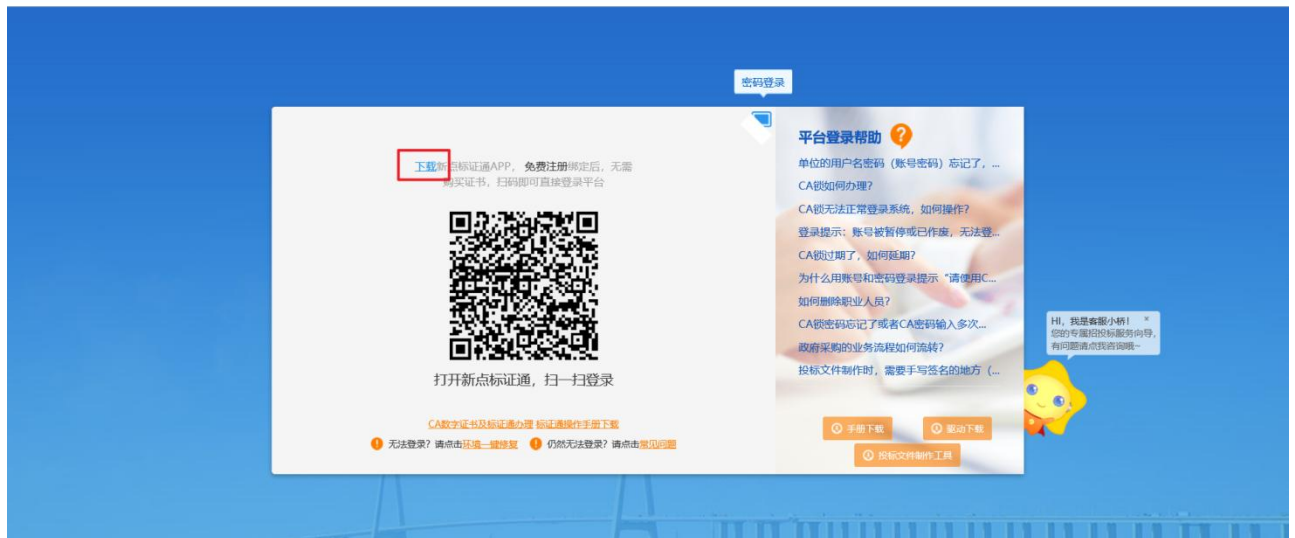 密码登录
下载新点标证通APP， 免费注册绑定后，无需
购买证书，扫码即可直接登录平台
打开新点标证通，扫一扫登录
CA数字证书及标证通办理 标证通操作手册下载
无法登录？请点击环境一键修复 仍然无法登录？请点击常见问题
平台登录帮助
单位的用户名密码（账号密码）忘记了，...
CA锁如何办理?
CA锁无法正常登录系统，如何操作?
登录提示：账号被暂停或已作废，无法登...
CA锁过期了，如何延期?
为什么用账号和密码登录提示“请使用C...
如何删除职业人员?
CA锁密码忘记了或者CA密码输入多次...
政府采购的业务流程如何流转?
投标文件制作时，需要手写签名的地方（...
手册下载
驱动下载
投标文件制作工具
HI，我是客服小桥！ ×
您的专属招投标服务向导，
有问题请点我咨询哦~